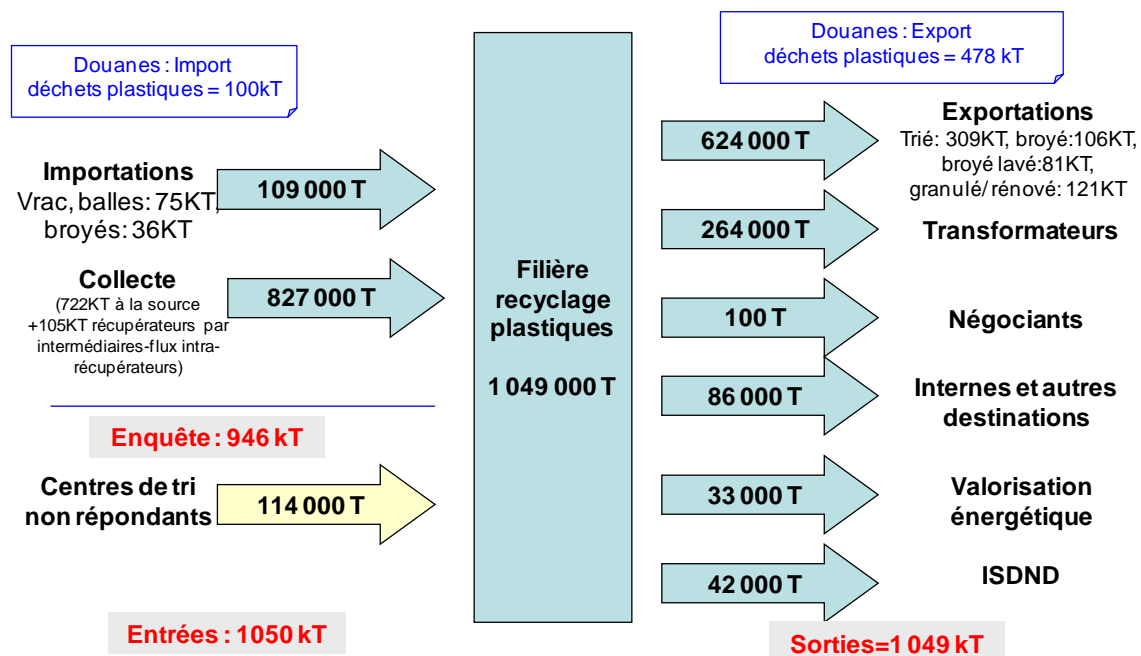 Douanes : Import
déchets plastiques = 100kT
Importations
Vrac, balles: 75KT,
broyés: 36KT
109 000 T
Collecte
(722KT à la source
+105KT récupérateurs par
intermédiaires-flux intra-
récupérateurs)
827 000 T
Enquête : 946 kT
Centres de tri
non répondants
114 000 T
Entrées : 1050 kT
Filière
recyclage
plastiques
1 049 000 T
Douanes : Export
déchets plastiques = 478 kT
624 000 T
Exportations
Trié: 309KT, broyé:106KT,
broyé lavé:81KT,
granulé/ rénové: 121KT
264 000 T
Transformateurs
100 T
Négociants
86 000 T
Internes et autres
destinations
33 000 T
Valorisation
énergétique
42 000 T
ISDND
Sorties=1 049 kT